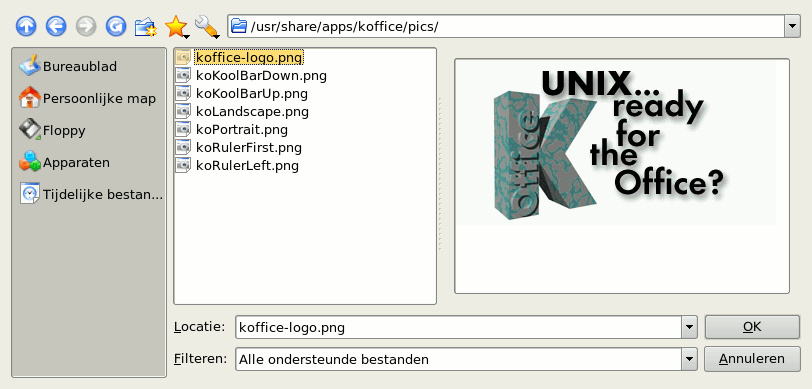 /usr/share/apps/koffice/pics/
Bureaublad
Persoonlijke map
Floppy
Apparaten
Tijdelijke bestan...
koffice-logo.png
koKoolBarDown.png
koKoolBarUp.png
koLandscape.png
koPortrait.png
koRulerFirst.png
koRulerLeft.png
UNIX...
ready
for
the
Office?
Office
K
Locatie:
koffice-logo.png
OK
Filteren:
Alle ondersteunde bestanden
Annuleren